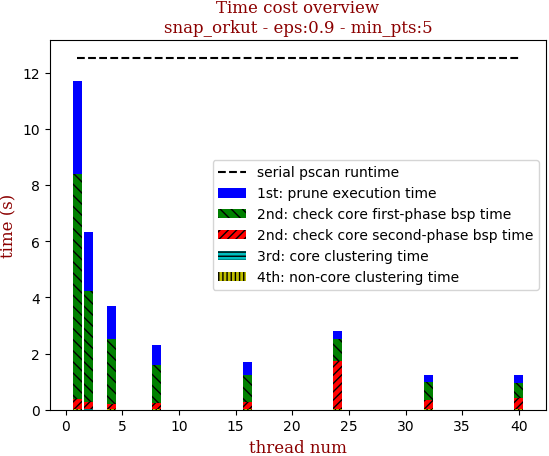 Time cost overview
snap_orkut - eps:0.9 - min_pts:5
time (s)
12
10
8
6
4
2
0
serial pscan runtime
1st: prune execution time
2nd: check core first-phase bsp time
2nd: check core second-phase bsp time
3rd: core clustering time
4th: non-core clustering time
0 5 10 15 20 25 30 35 40
thread num